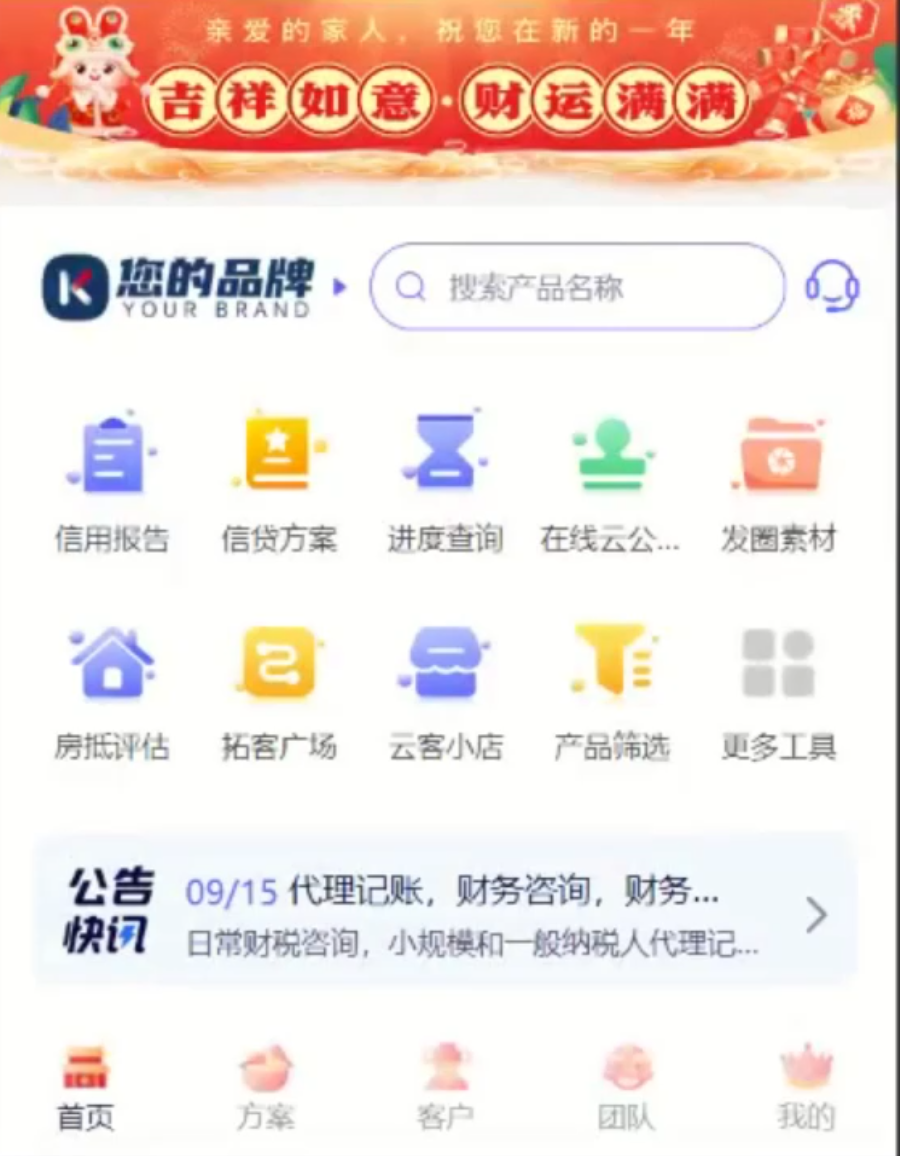 亲爱的家人，祝您在新的一年
吉祥如意·财运满满
您的品牌
YOUR BRAND
搜索产品名称
信用报告 信贷方案 进度查询 在线云公... 发圈素材
房抵评估 拓客广场 云客小店 产品筛选 更多工具
公告
快讯
09/15 代理记账，财务咨询，财务...
日常财税咨询，小规模和一般纳税人代理记...
首页 方案 客户 团队 我的